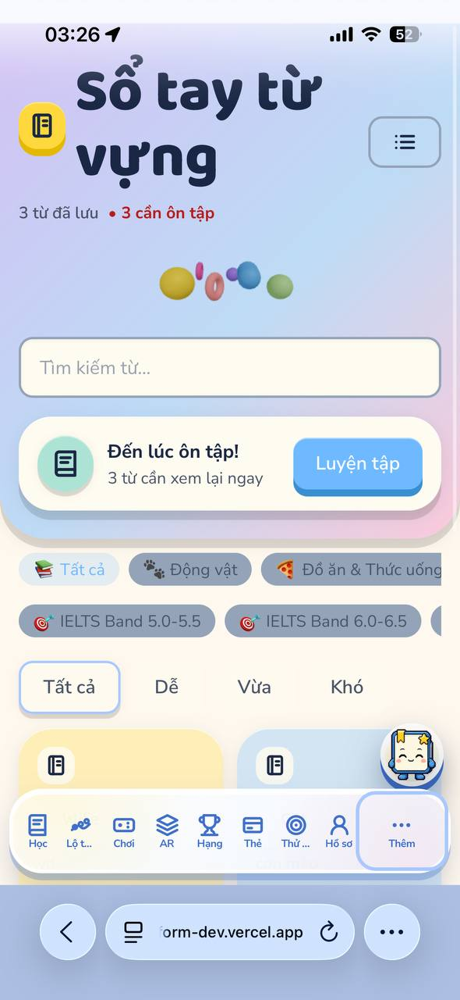 03:26
52
Sổ tay từ
vựng
3 từ đã lưu • 3 cần ôn tập
Tìm kiếm từ...
Đến lúc ôn tập!
3 từ cần xem lại ngay
Luyện tập
Tất cả
Động vật
Đồ ăn & Thức uống
IELTS Band 5.0-5.5
IELTS Band 6.0-6.5
Tất cả
Dễ
Vừa
Khó
Học
Lộ t...
Chơi
AR
Hạng
Thẻ
Thử ...
Hồ sơ
Thêm
orm-dev.vercel.app